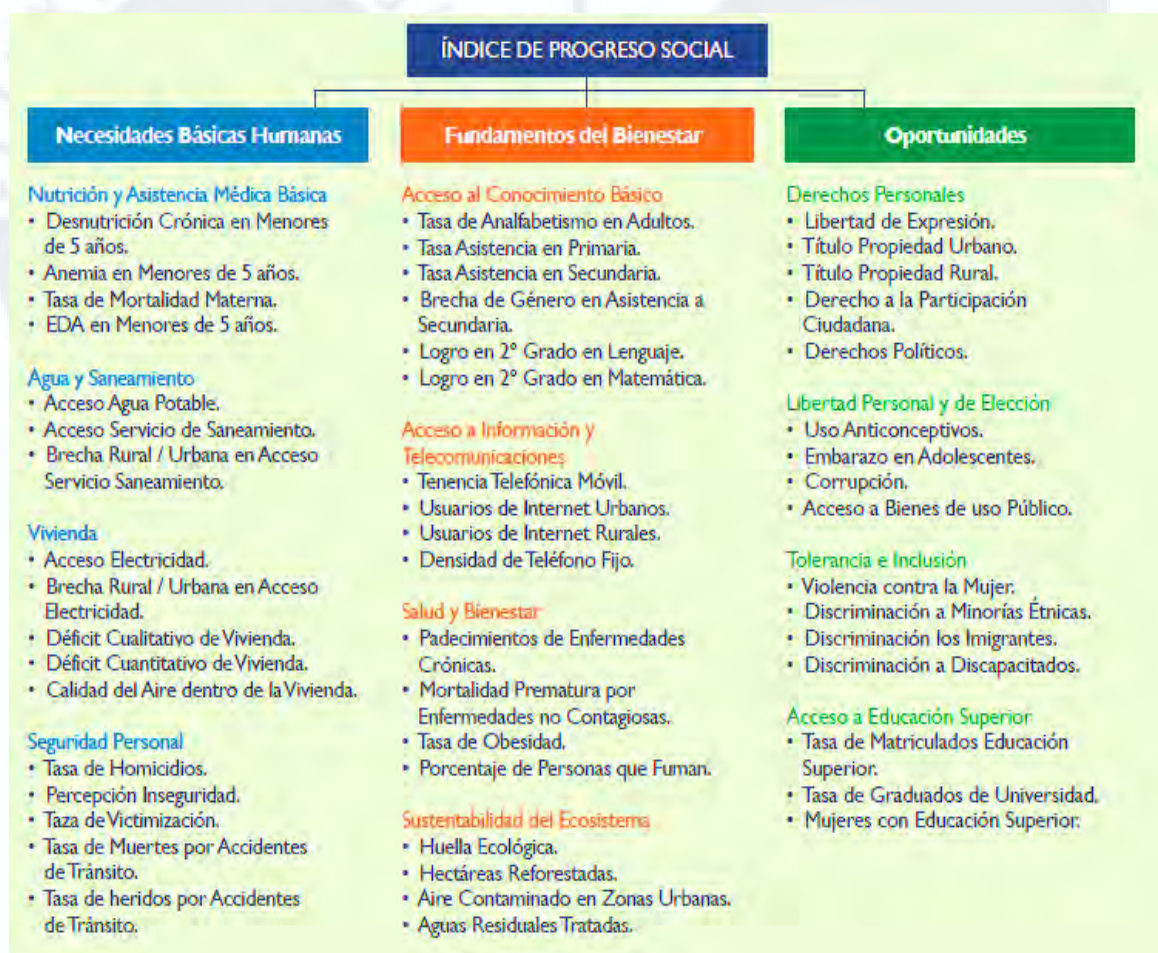 ÍNDICE DE PROGRESO SOCIAL
Necesidades Básicas Humanas
Nutrición y Asistencia Médica Básica
• Desnutrición Crónica en Menores
de 5 años.
• Anemia en Menores de 5 años.
• Tasa de Mortalidad Materna.
• EDA en Menores de 5 años.
Agua y Saneamiento
• Acceso Agua Potable.
• Acceso Servicio de Saneamiento.
• Brecha Rural / Urbana en Acceso
Servicio Saneamiento.
Vivienda
• Acceso Electricidad.
• Brecha Rural / Urbana en Acceso
Electricidad.
• Déficit Cualitativo de Vivienda.
• Déficit Cuantitativo de Vivienda.
• Calidad del Aire dentro de la Vivienda.
Seguridad Personal
• Tasa de Homicidios.
• Percepción Inseguridad.
• Taza de Victimización.
• Tasa de Muertes por Accidentes
de Tránsito.
• Tasa de heridos por Accidentes
de Tránsito.
Fundamentos del Bienestar
Acceso al Conocimiento Básico
• Tasa de Analfabetismo en Adultos.
• Tasa Asistencia en Primaria.
• Tasa Asistencia en Secundaria.
• Brecha de Género en Asistencia a
Secundaria.
• Logro en 2° Grado en Lenguaje.
• Logro en 2° Grado en Matemática.
Acceso a Información y
Telecomunicaciones
• Tenencia Telefónica Móvil.
• Usuarios de Internet Urbanos.
• Usuarios de Internet Rurales.
• Densidad de Teléfono Fijo.
Salud y Bienestar
• Padecimientos de Enfermedades
Crónicas.
• Mortalidad Prematura por
Enfermedades no Contagiosas.
• Tasa de Obesidad.
• Porcentaje de Personas que Fuman.
Sustentabilidad del Ecosistema
• Huella Ecológica.
• Hectáreas Reforestadas.
• Aire Contaminado en Zonas Urbanas.
• Aguas Residuales Tratadas.
Oportunidades
Derechos Personales
• Libertad de Expresión.
• Título Propiedad Urbano.
• Título Propiedad Rural.
• Derecho a la Participación
Ciudadana.
• Derechos Políticos.
Libertad Personal y de Elección
• Uso Anticonceptivos.
• Embarazo en Adolescentes.
• Corrupción.
• Acceso a Bienes de uso Público.
Tolerancia e Inclusión
• Violencia contra la Mujer.
• Discriminación a Minorías Étnicas.
• Discriminación los Imigrantes.
• Discriminación a Discapacitados.
Acceso a Educación Superior
• Tasa de Matriculados Educación
Superior.
• Tasa de Graduados de Universidad.
• Mujeres con Educación Superior.